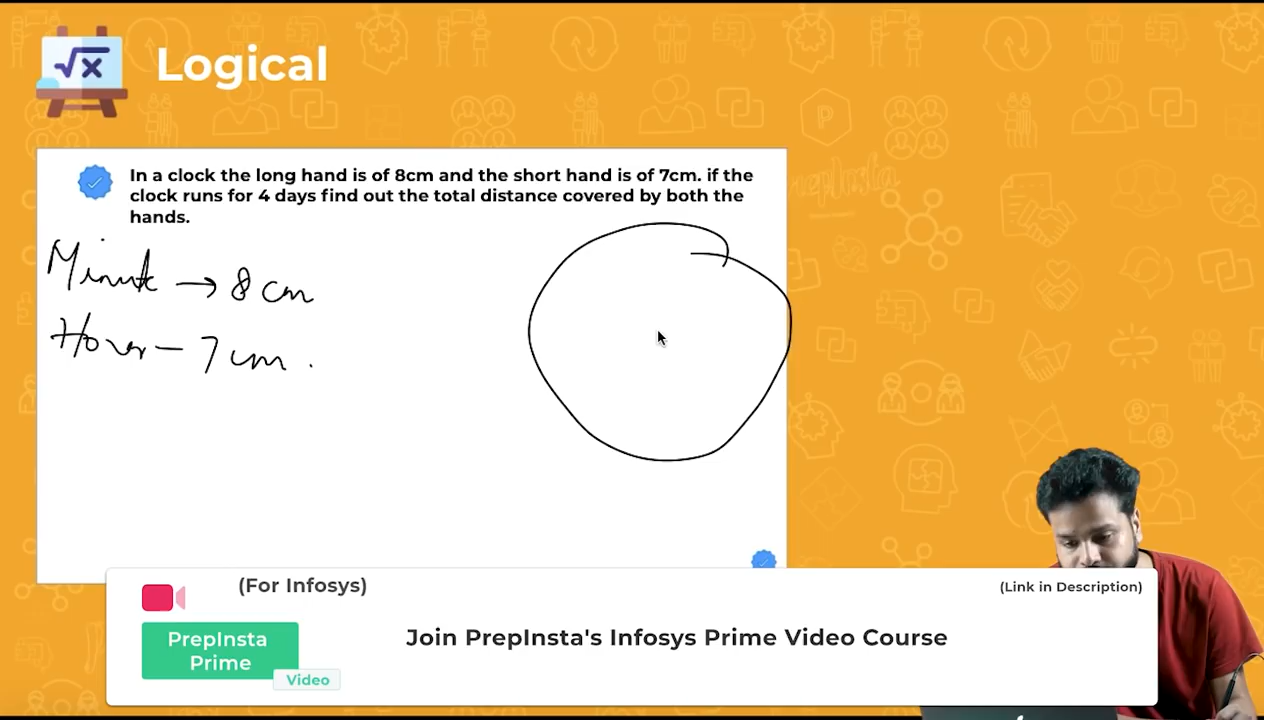 √x
Logical
In a clock the long hand is of 8cm and the short hand is of 7cm. if the
clock runs for 4 days find out the total distance covered by both the
hands.
Minute → 8 cm
Hour - 7 cm.
(For Infosys)
(Link in Description)
PrepInsta
Prime
Video
Join PrepInsta's Infosys Prime Video Course